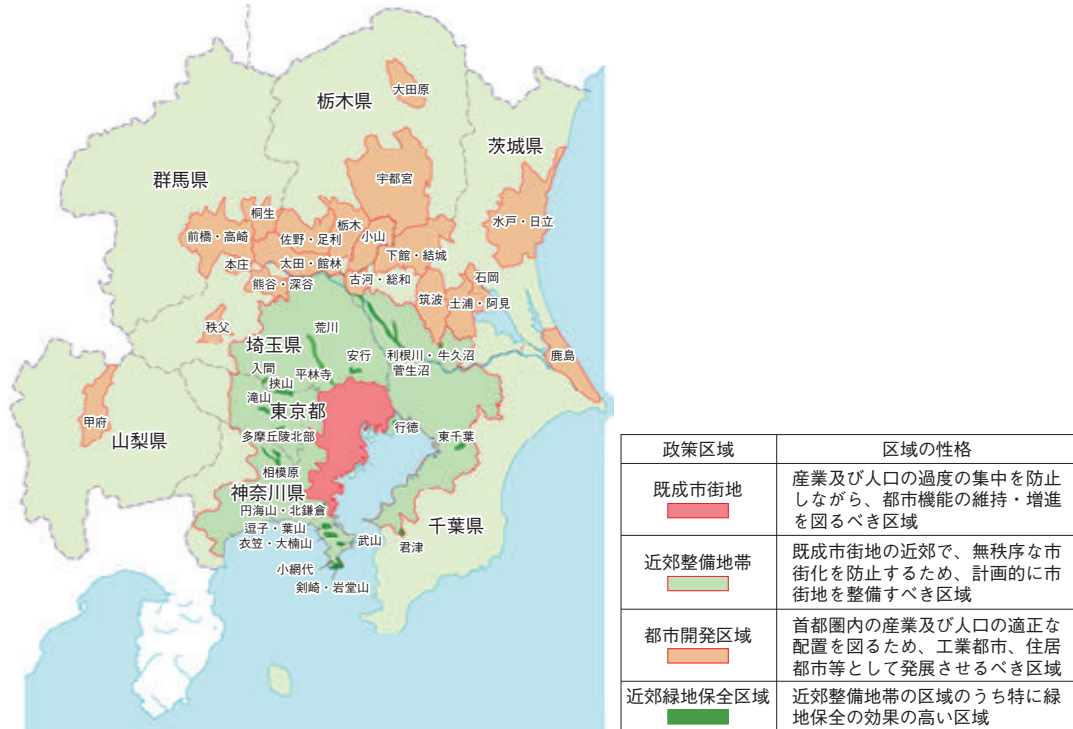 栃木県
大田原
茨城県
群馬県
宇都宮
水戸・日立
桐生
栃木
前橋・高崎
佐野・足利
小山
下館・結城
本庄
太田・館林
熊谷・深谷
古河・総和
石岡
筑波
土浦・阿見
秩父
荒川
埼玉県
安行
利根川・牛久沼
菅生沼
鹿島
入間
狭山
平林寺
滝山
東京都
甲府
山梨県
行徳
多摩丘陵北部
東千葉
相模原
神奈川県
円海山・北鎌倉
千葉県
逗子・葉山
武山
衣笠・大楠山
君津
小網代
剣崎・岩堂山
政策区域
区域の性格
既成市街地
産業及び人口の過度の集中を防止
しながら、都市機能の維持・増進
を図るべき区域
近郊整備地帯
既成市街地の近郊で、無秩序な市
街化を防止するため、計画的に市
街地を整備すべき区域
都市開発区域
首都圏内の産業及び人口の適正な
配置を図るため、工業都市、住居
都市等として発展させるべき区域
近郊緑地保全区域
近郊整備地帯の区域のうち特に緑
地保全の効果の高い区域